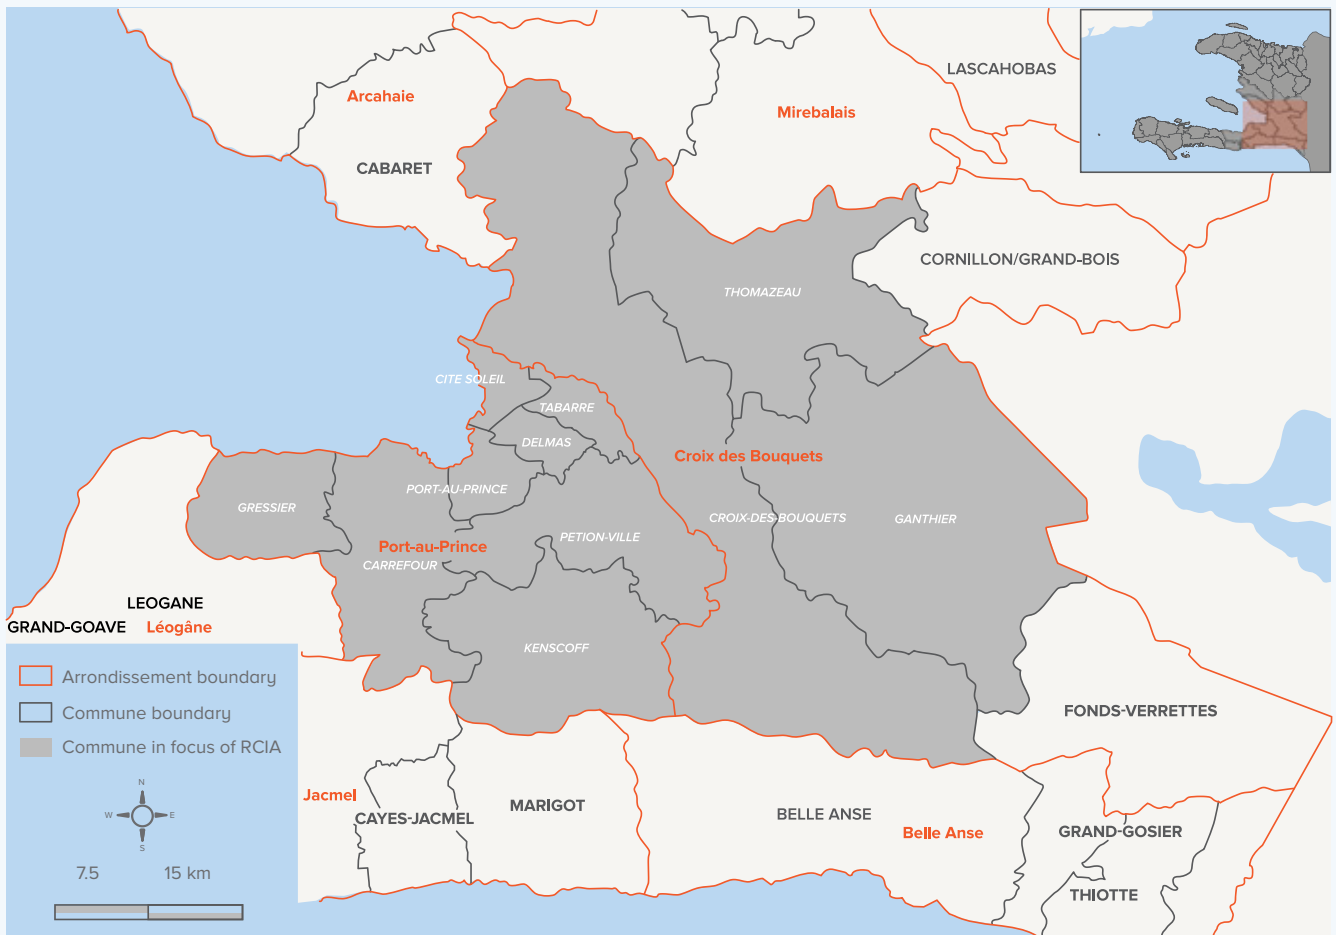 LASCAHOBAS
Arcahaie
Mirebalais
CABARET
CORNILLON/GRAND-BOIS
THOMAZEAU
CITE SOLEIL
TABARRE
DELMAS
Croix des Bouquets
PORT-AU-PRINCE
GRESSIER
CROIX-DES-BOUQUETS
GANTHIER
PETION-VILLE
Port-au-Prince
CARREFOUR
LEOGANE
GRAND-GOAVE
Léogâne
KENSCOFF
Arrondissement boundary
Commune boundary
Commune in focus of RCIA
FONDS-VERRETTES
N
W
E
S
7.5
15 km
Jacmel
CAYES-JACMEL
MARIGOT
BELLE ANSE
Belle Anse
GRAND-GOSIER
THIOTTE